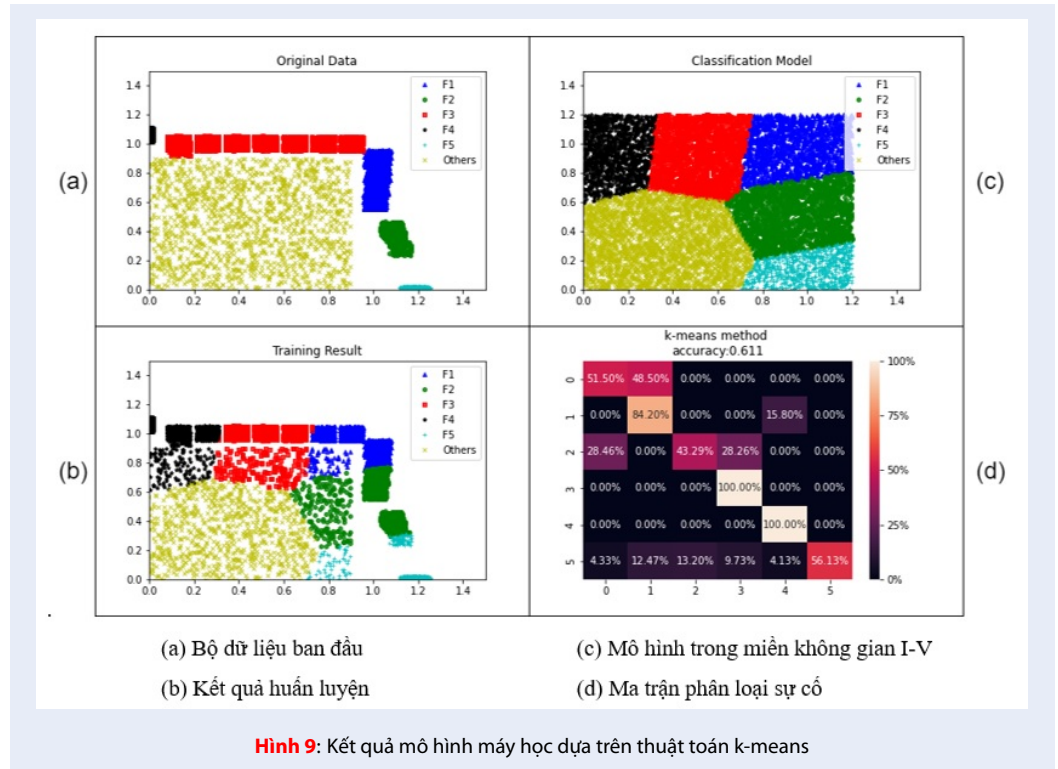 Original Data
1.4
1.2
1.0
0.8
0.6
0.4
0.2
0.0
0.0 0.2 0.4 0.6 0.8 1.0 1.2 1.4
F1
F2
F3
F4
F5
Others
(a)
Classification Model
1.4
1.2
1.0
0.8
0.6
0.4
0.2
0.0
0.0 0.2 0.4 0.6 0.8 1.0 1.2 1.4
F1
F2
F3
F4
F5
Others
(c)
Training Result
1.4
1.2
1.0
0.8
0.6
0.4
0.2
0.0
0.0 0.2 0.4 0.6 0.8 1.0 1.2 1.4
F1
F2
F3
F4
F5
Others
(b)
k-means method
accuracy:0.611
0 51.50% 48.50% 0.00% 0.00% 0.00% 0.00%
1 0.00% 84.20% 0.00% 0.00% 15.80% 0.00%
2 28.46% 0.00% 43.29% 28.26% 0.00% 0.00%
3 0.00% 0.00% 0.00% 100.00% 0.00% 0.00%
4 0.00% 0.00% 0.00% 0.00% 100.00% 0.00%
5 4.33% 12.47% 13.20% 9.73% 4.13% 56.13%
0 1 2 3 4 5
100%
75%
50%
25%
0%
(d)
(a) Bộ dữ liệu ban đầu
(c) Mô hình trong miền không gian I-V
(b) Kết quả huấn luyện
(d) Ma trận phân loại sự cố
Hình 9: Kết quả mô hình máy học dựa trên thuật toán k-means